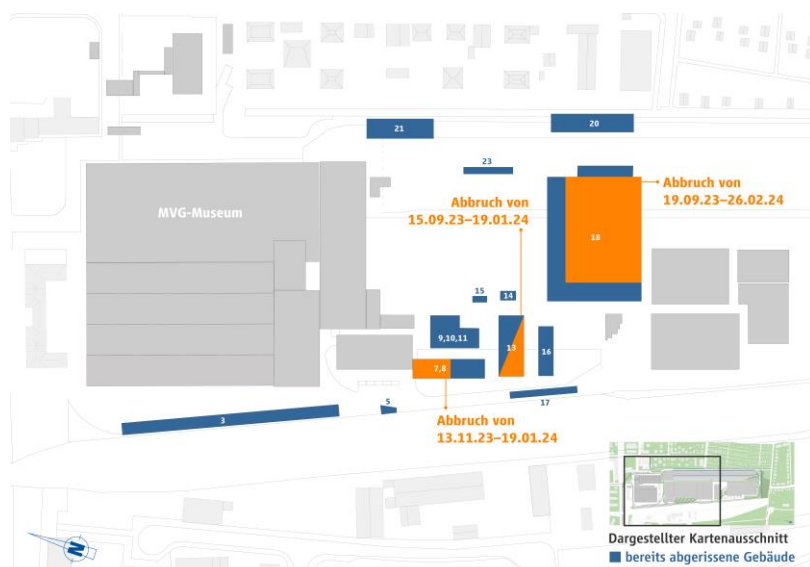 21
20
23
Abbruch von
15.09.23–19.01.24
Abbruch von
19.09.23–26.02.24
MVG-Museum
18
15
14
9,10,11
13
16
7,8
5
17
3
Abbruch von
13.11.23–19.01.24
N
Dargestellter Kartenausschnitt
bereits abgerissene Gebäude